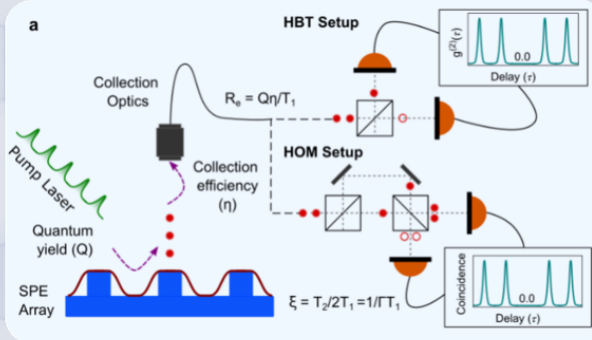 a
HBT Setup
g(2)(τ)
0.0
Delay (τ)
Collection
Optics
Rₑ = Qη/T₁
Pump Laser
HOM Setup
Collection
efficiency
(η)
Quantum
yield (Q)
SPE
Array
ξ = T₂/2T₁ =1/ΓT₁
Coincidence
0.0
Delay (τ)